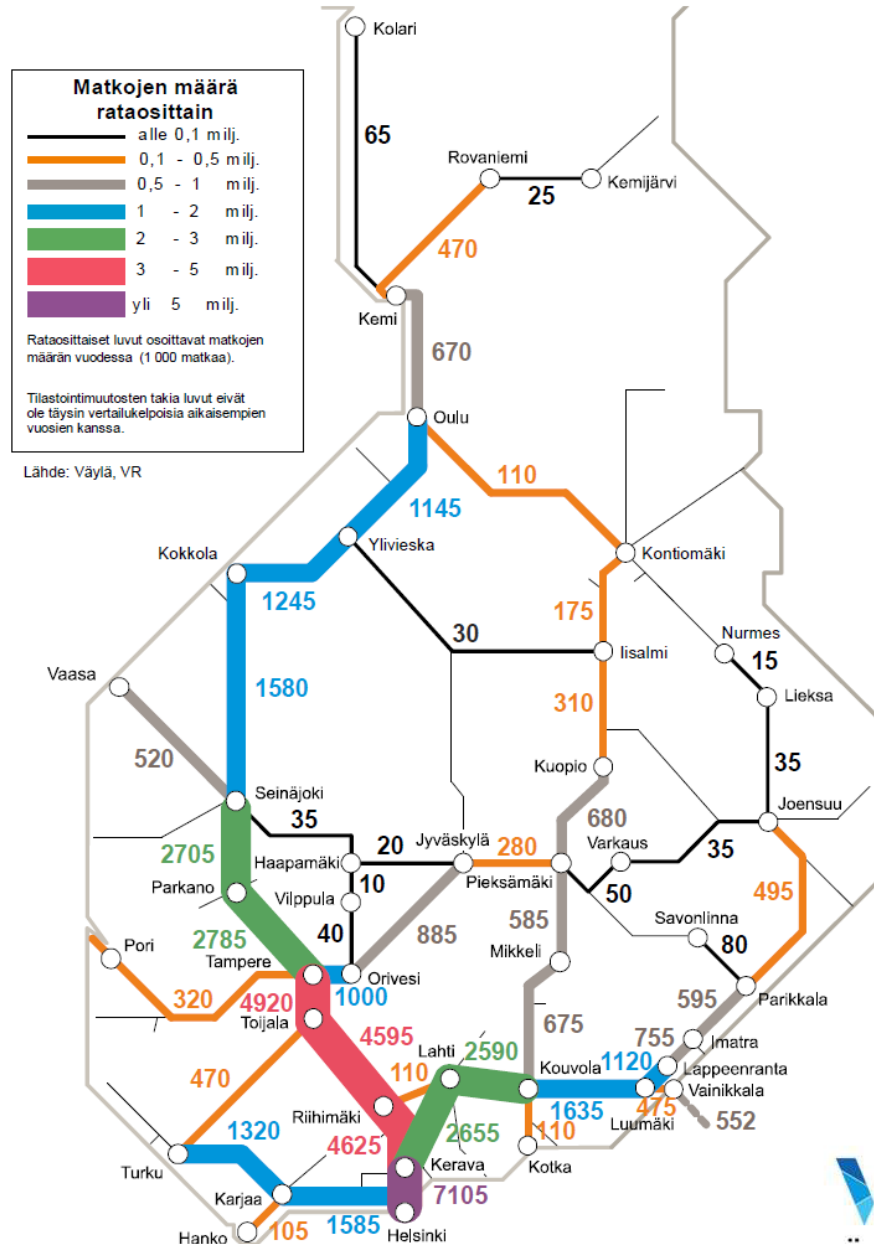 Matkojen määrä
rataosittain
alle 0,1 milj.
0,1 - 0,5 milj.
0,5 - 1 milj.
1 - 2 milj.
2 - 3 milj.
3 - 5 milj.
yli 5 milj.
Rataosittaiset luvut osoittavat matkojen
määrän vuodessa (1 000 matkaa).
Tilastointimuutosten takia luvut eivät
ole täysin vertailukelpoisia aikaisempien
vuosien kanssa.
Lähde: Väylä, VR
Kolari
65
Rovaniemi
Kemijärvi
25
470
Kemi
670
Oulu
110
1145
Ylivieska
Kokkola
1245
Kontiomäki
175
30
Iisalmi
Nurmes
15
Lieksa
Vaasa
1580
310
520
Kuopio
35
Seinäjoki
35
680
Joensuu
2705
Jyväskylä
20
280
Varkaus
35
Haapamäki
Pieksämäki
10
50
Parkano
Vilppula
495
Savonlinna
2785
40
885
585
80
Pori
Mikkeli
Tampere
Orivesi
1000
Parikkala
320
4920
595
Toijala
675
Imatra
755
4595
2590
Lahti
Kouvola
1120
Lappeenranta
470
110
Vainikkala
475
Riihimäki
1635
Luumäki
552
110
4625
2655
1320
Kotka
Turku
Kerava
Karjaa
7105
Hanko
105
1585
Helsinki